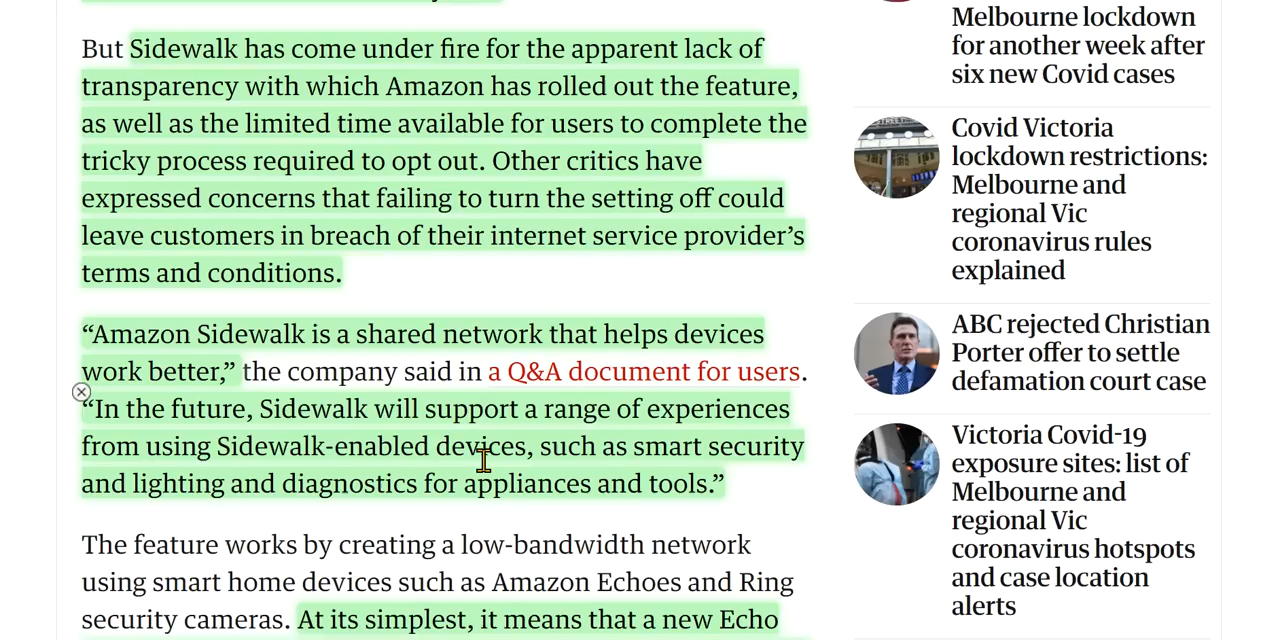 But Sidewalk has come under fire for the apparent lack of
transparency with which Amazon has rolled out the feature,
as well as the limited time available for users to complete the
tricky process required to opt out. Other critics have
expressed concerns that failing to turn the setting off could
leave customers in breach of their internet service provider’s
terms and conditions.
“Amazon Sidewalk is a shared network that helps devices
work better,” the company said in a Q&A document for users.
“In the future, Sidewalk will support a range of experiences
from using Sidewalk-enabled devices, such as smart security
and lighting and diagnostics for appliances and tools.”
The feature works by creating a low-bandwidth network
using smart home devices such as Amazon Echoes and Ring
security cameras. At its simplest, it means that a new Echo
Melbourne lockdown
for another week after
six new Covid cases
Covid Victoria
lockdown restrictions:
Melbourne and
regional Vic
coronavirus rules
explained
ABC rejected Christian
Porter offer to settle
defamation court case
Victoria Covid-19
exposure sites: list of
Melbourne and
regional Vic
coronavirus hotspots
and case location
alerts